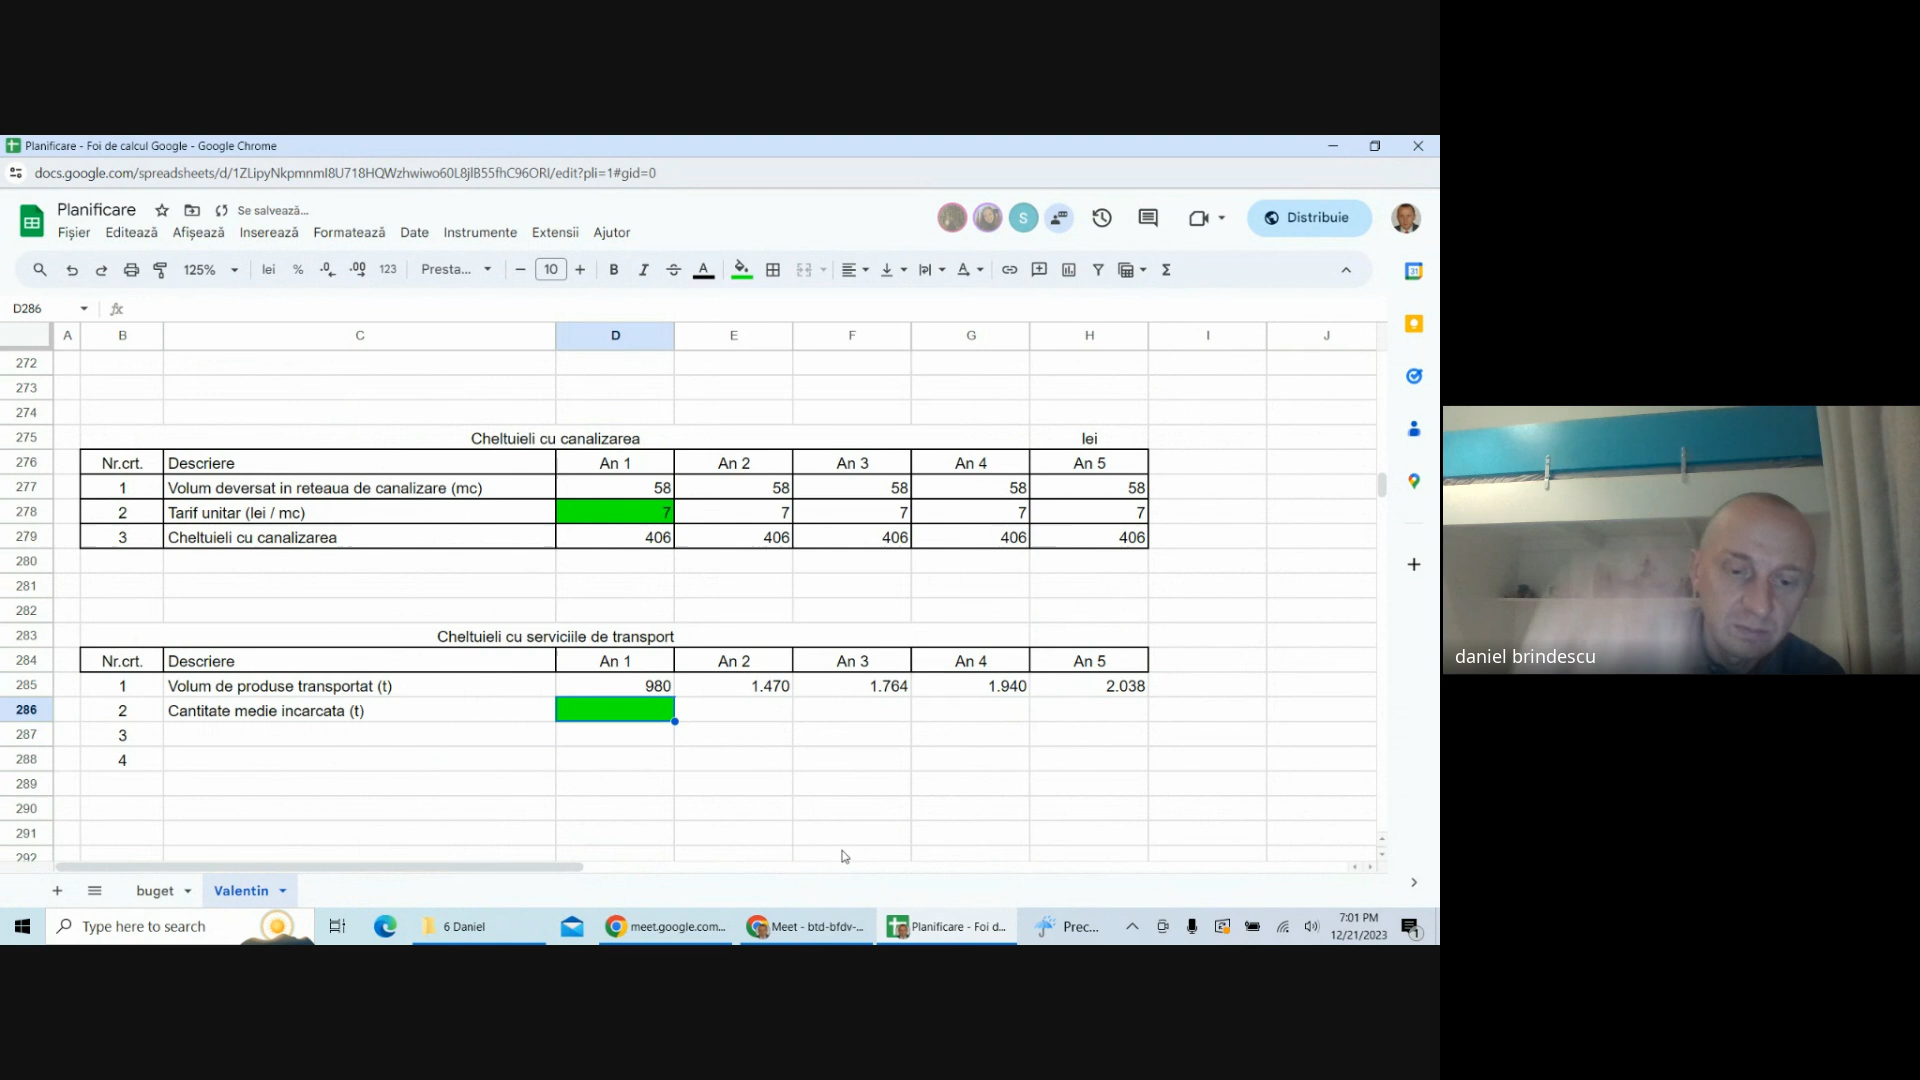 Planificare - Foi de calcul Google - Google Chrome
docs.google.com/spreadsheets/d/1ZLipyNkpmnmI8U718HQWzhwiwo60L8jlB55fhC96ORI/edit?pli=1#gid=0
Planificare Se salvează...
Fișier Editează Afișează Inserează Formatează Date Instrumente Extensii Ajutor
S
Distribuie
125% lei % .0 .00 123 Presta... 10 B I A
D286 fx
A B C D E F G H I J
272
273
274
275 Cheltuieli cu canalizarea lei
276 Nr.crt. Descriere An 1 An 2 An 3 An 4 An 5
277 1 Volum deversat in reteaua de canalizare (mc) 58 58 58 58 58
278 2 Tarif unitar (lei / mc) 7 7 7 7 7
279 3 Cheltuieli cu canalizarea 406 406 406 406 406
280
281
282
283 Cheltuieli cu serviciile de transport
284 Nr.crt. Descriere An 1 An 2 An 3 An 4 An 5
285 1 Volum de produse transportat (t) 980 1.470 1.764 1.940 2.038
286 2 Cantitate medie incarcata (t)
287 3
288 4
289
290
291
292
buget Valentin
Type here to search 6 Daniel meet.google.com... Meet - btd-bfdv-... Planificare - Foi d... Prec...
7:01 PM
12/21/2023
1
31
daniel brindescu